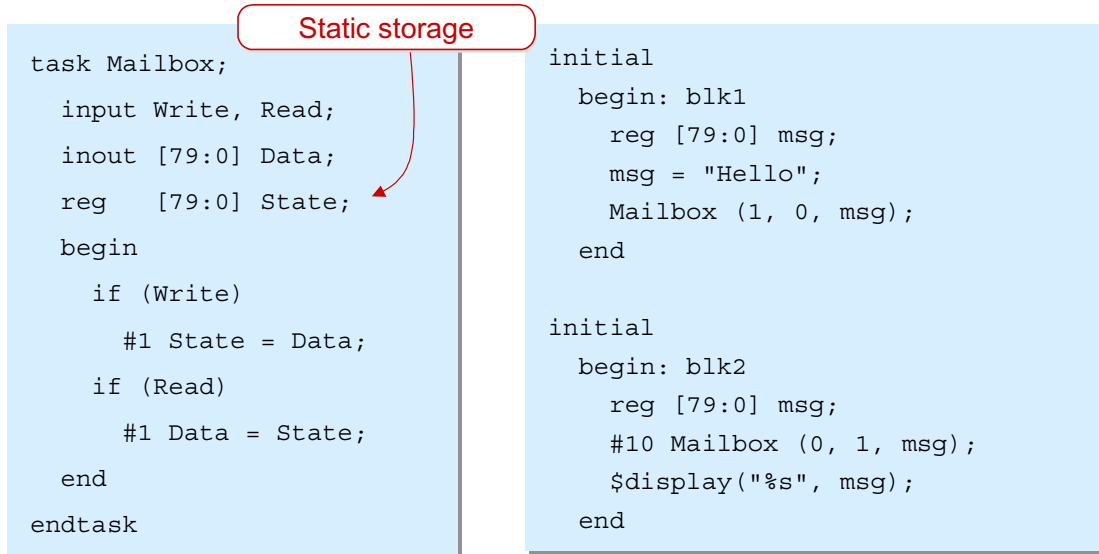 Static storage
task Mailbox;
  input Write, Read;
  inout [79:0] Data;
  reg   [79:0] State;
  begin
    if (Write)
      #1 State = Data;
    if (Read)
      #1 Data = State;
  end
endtask
initial
  begin: blk1
    reg [79:0] msg;
    msg = "Hello";
    Mailbox (1, 0, msg);
  end
initial
  begin: blk2
    reg [79:0] msg;
    #10 Mailbox (0, 1, msg);
    $display("%s", msg);
  end